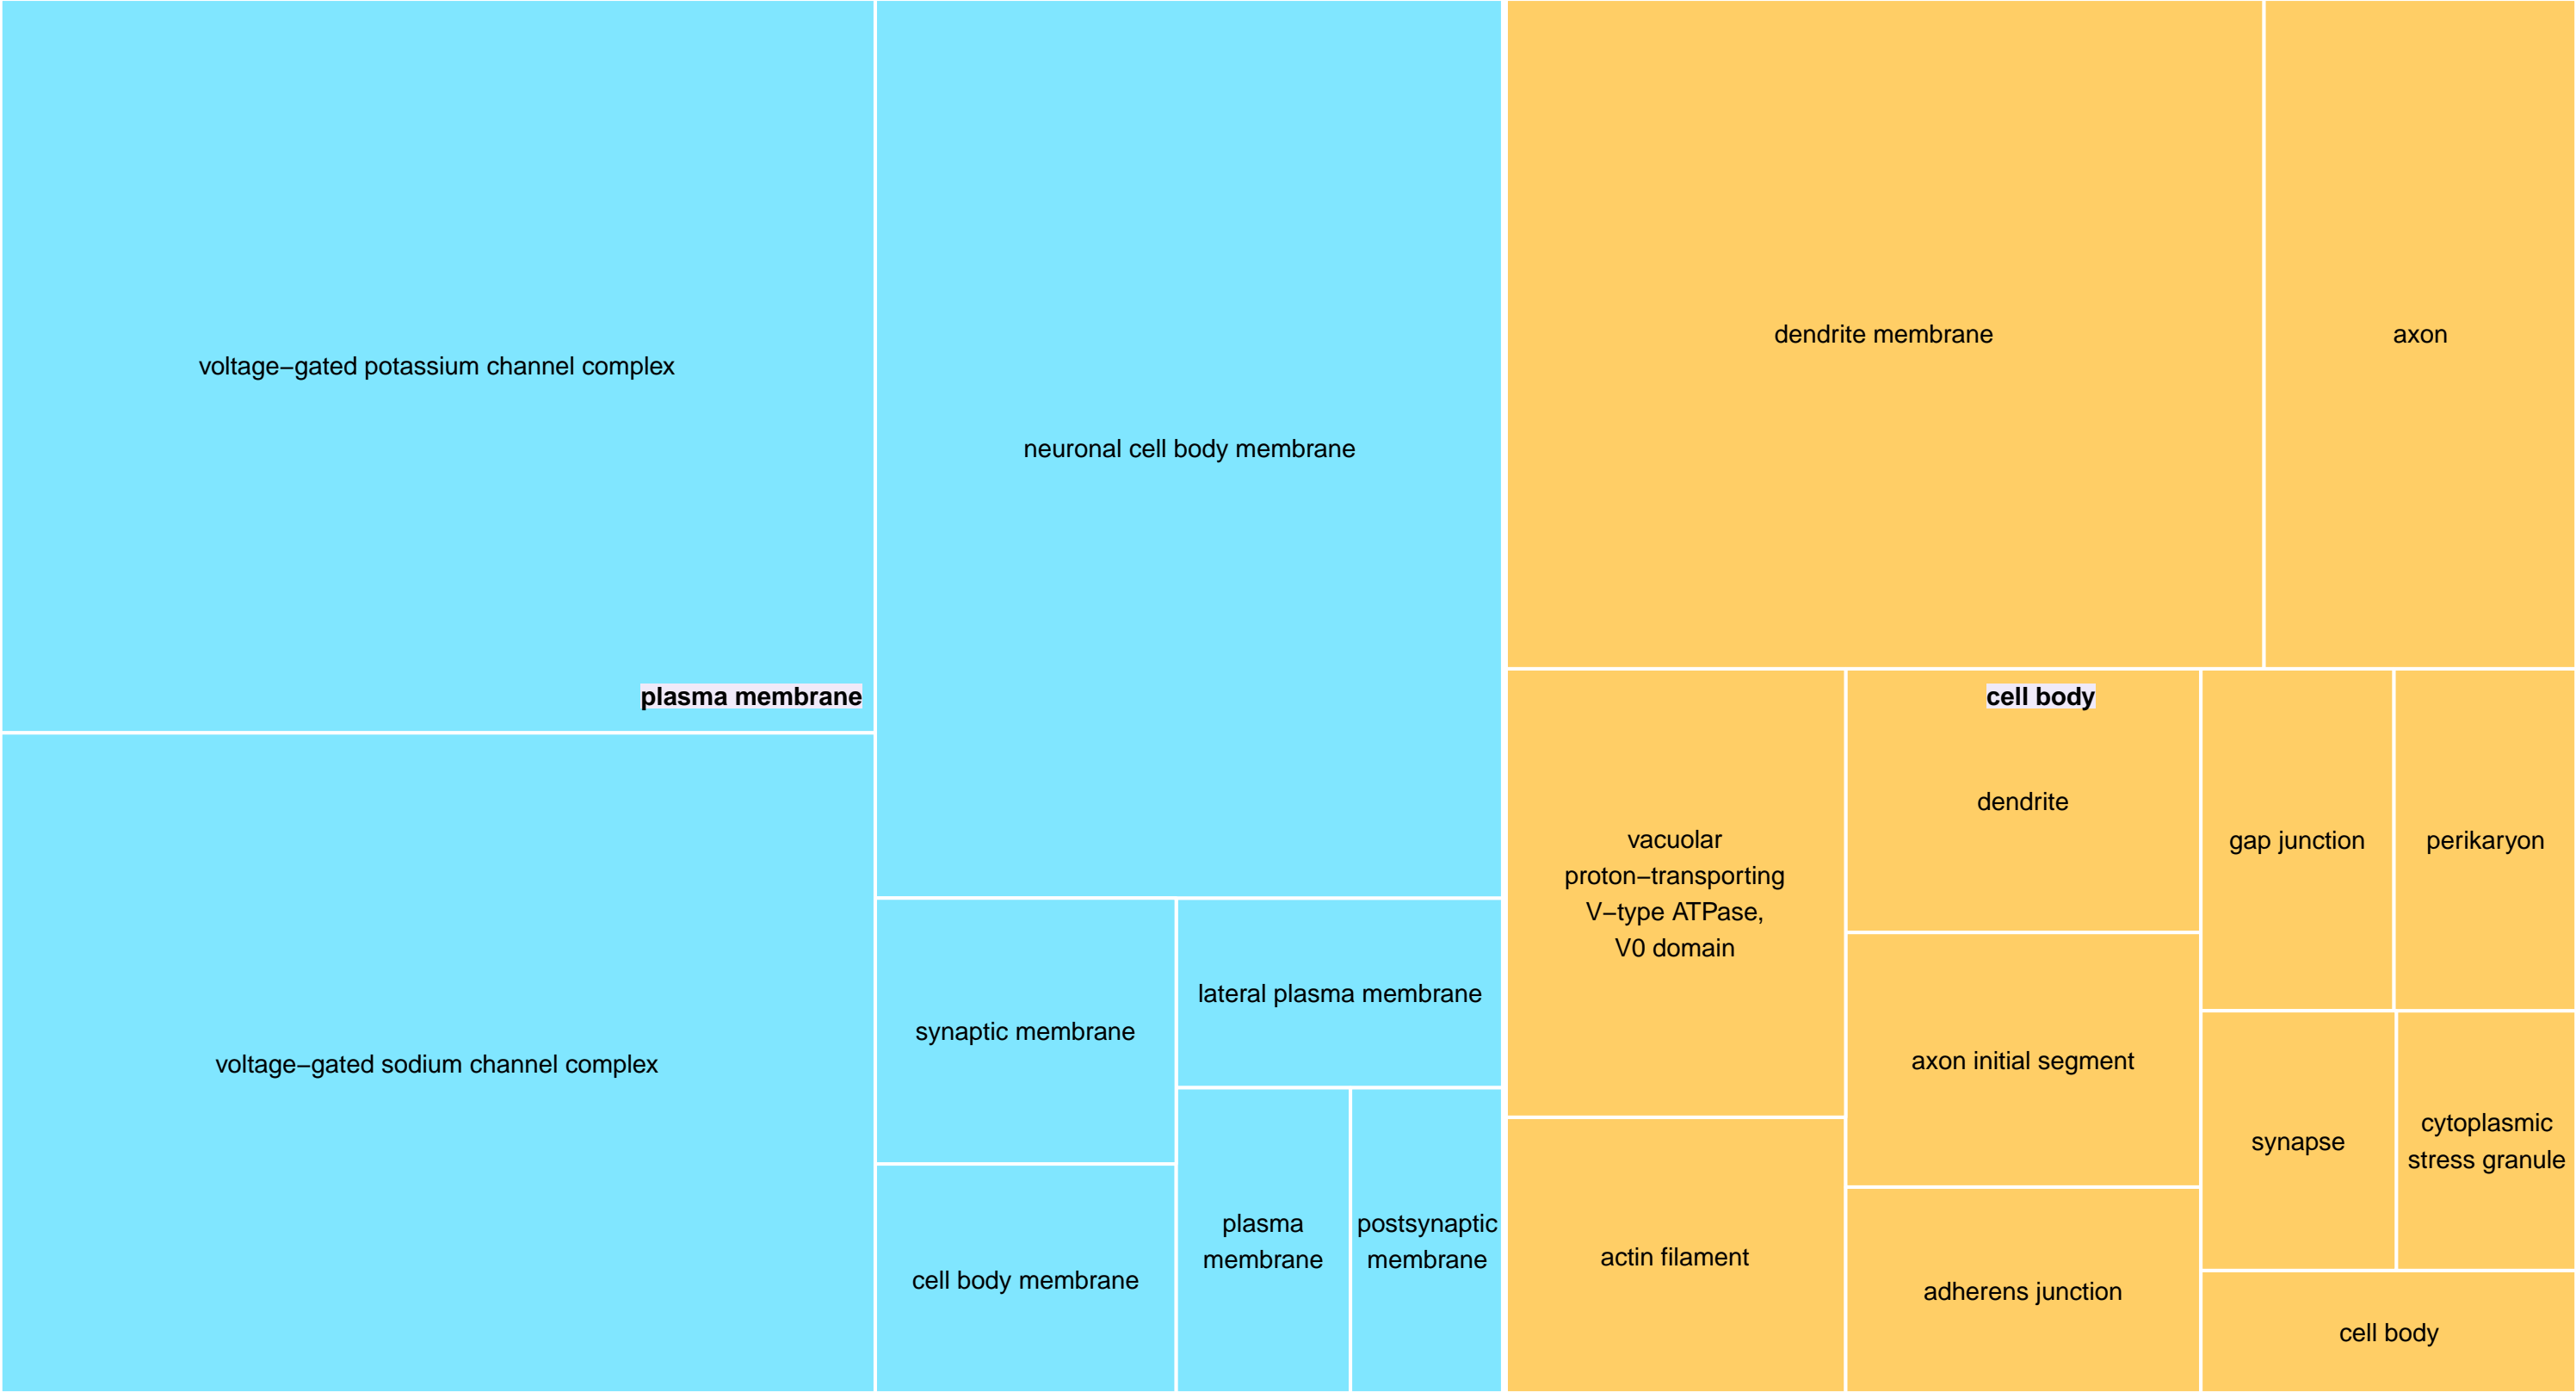 voltage−gated potassium channel complex
plasma membrane
voltage−gated sodium channel complex
neuronal cell body membrane
synaptic membrane
cell body membrane
lateral plasma membrane
plasma
membrane
postsynaptic
membrane
dendrite membrane
axon
vacuolar
proton−transporting
V−type ATPase,
V0 domain
actin filament
cell body
dendrite
axon initial segment
adherens junction
gap junction
perikaryon
synapse
cytoplasmic
stress granule
cell body